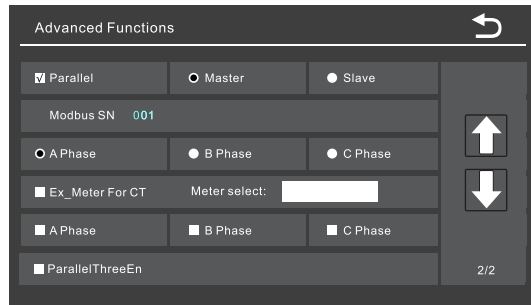 Advanced Functions
Parallel Master Slave
Modbus SN 001
A Phase B Phase C Phase
Ex_Meter For CT Meter select:
A Phase B Phase C Phase
ParallelThreeEn
2/2